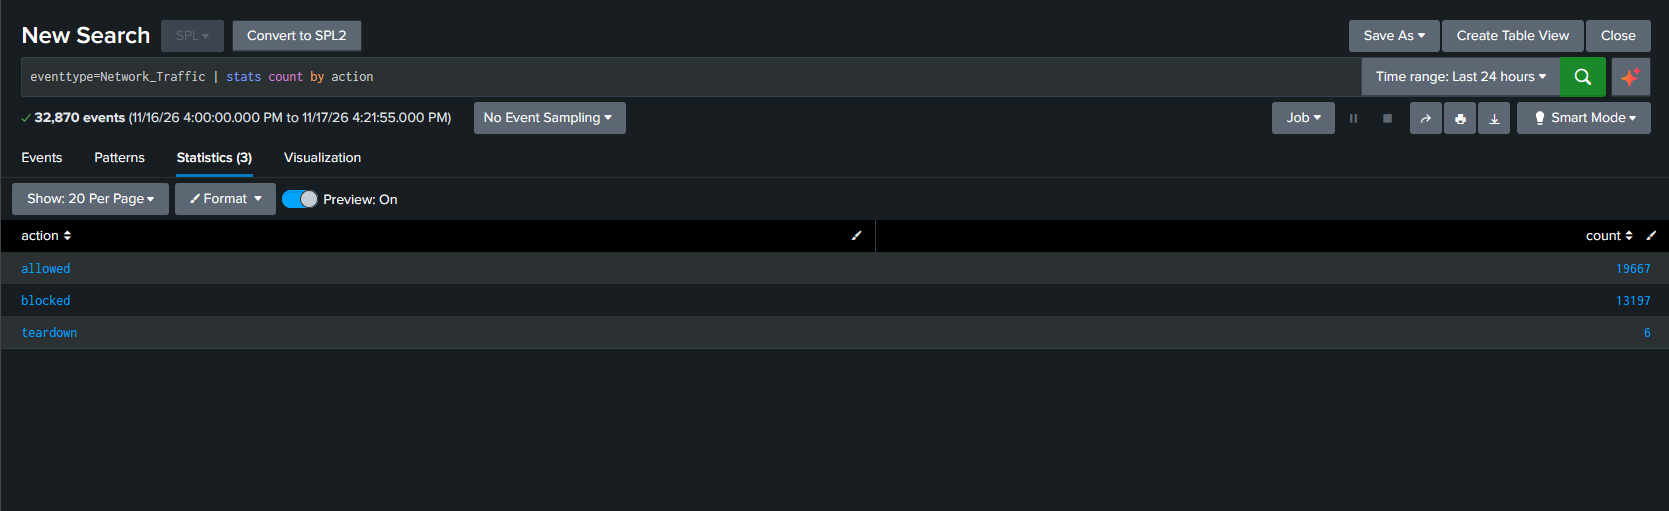 New Search SPL Convert to SPL2 Save As Create Table View Close
eventtype=Network_Traffic | stats count by action Time range: Last 24 hours
32,870 events (11/16/26 4:00:00.000 PM to 11/17/26 4:21:55.000 PM) No Event Sampling Job Smart Mode
Events Patterns Statistics (3) Visualization
Show: 20 Per Page Format Preview: On
action count
allowed 19667
blocked 13197
teardown 6